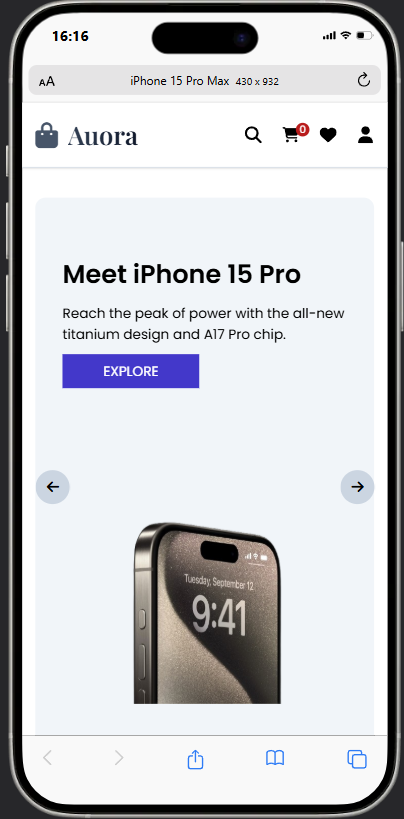 16:16
AA
iPhone 15 Pro Max 430 x 932
Auora
0
Meet iPhone 15 Pro
Reach the peak of power with the all-new
titanium design and A17 Pro chip.
EXPLORE
Tuesday, September 12
9:41